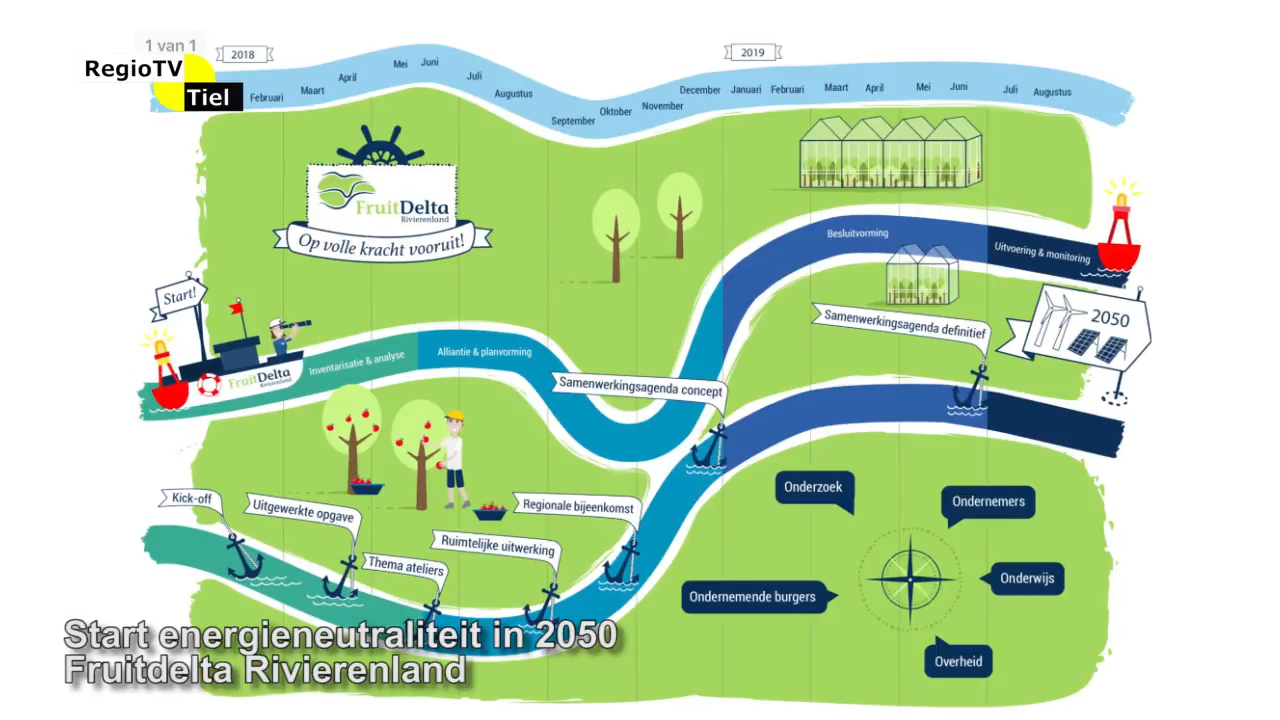 1 van 1
RegioTV
Tiel
2018
2019
Februari
Maart
April
Mei
Juni
Juli
Augustus
September
Oktober
November
December
Januari
Februari
Maart
April
Mei
Juni
Juli
Augustus
FruitDelta
Rivierenland
Op volle kracht vooruit!
Besluitvorming
Uitvoering & monitoring
Start!
2050
Samenwerkingsagenda definitief
FruitDelta
Rivierenland
Inventarisatie & analyse
Alliantie & planvorming
Samenwerkingsagenda concept
Kick-off
Uitgewerkte opgave
Thema ateliers
Ruimtelijke uitwerking
Regionale bijeenkomst
Onderzoek
Ondernemers
Onderwijs
Ondernemende burgers
Overheid
Start energieneutraliteit in 2050
Fruitdelta Rivierenland